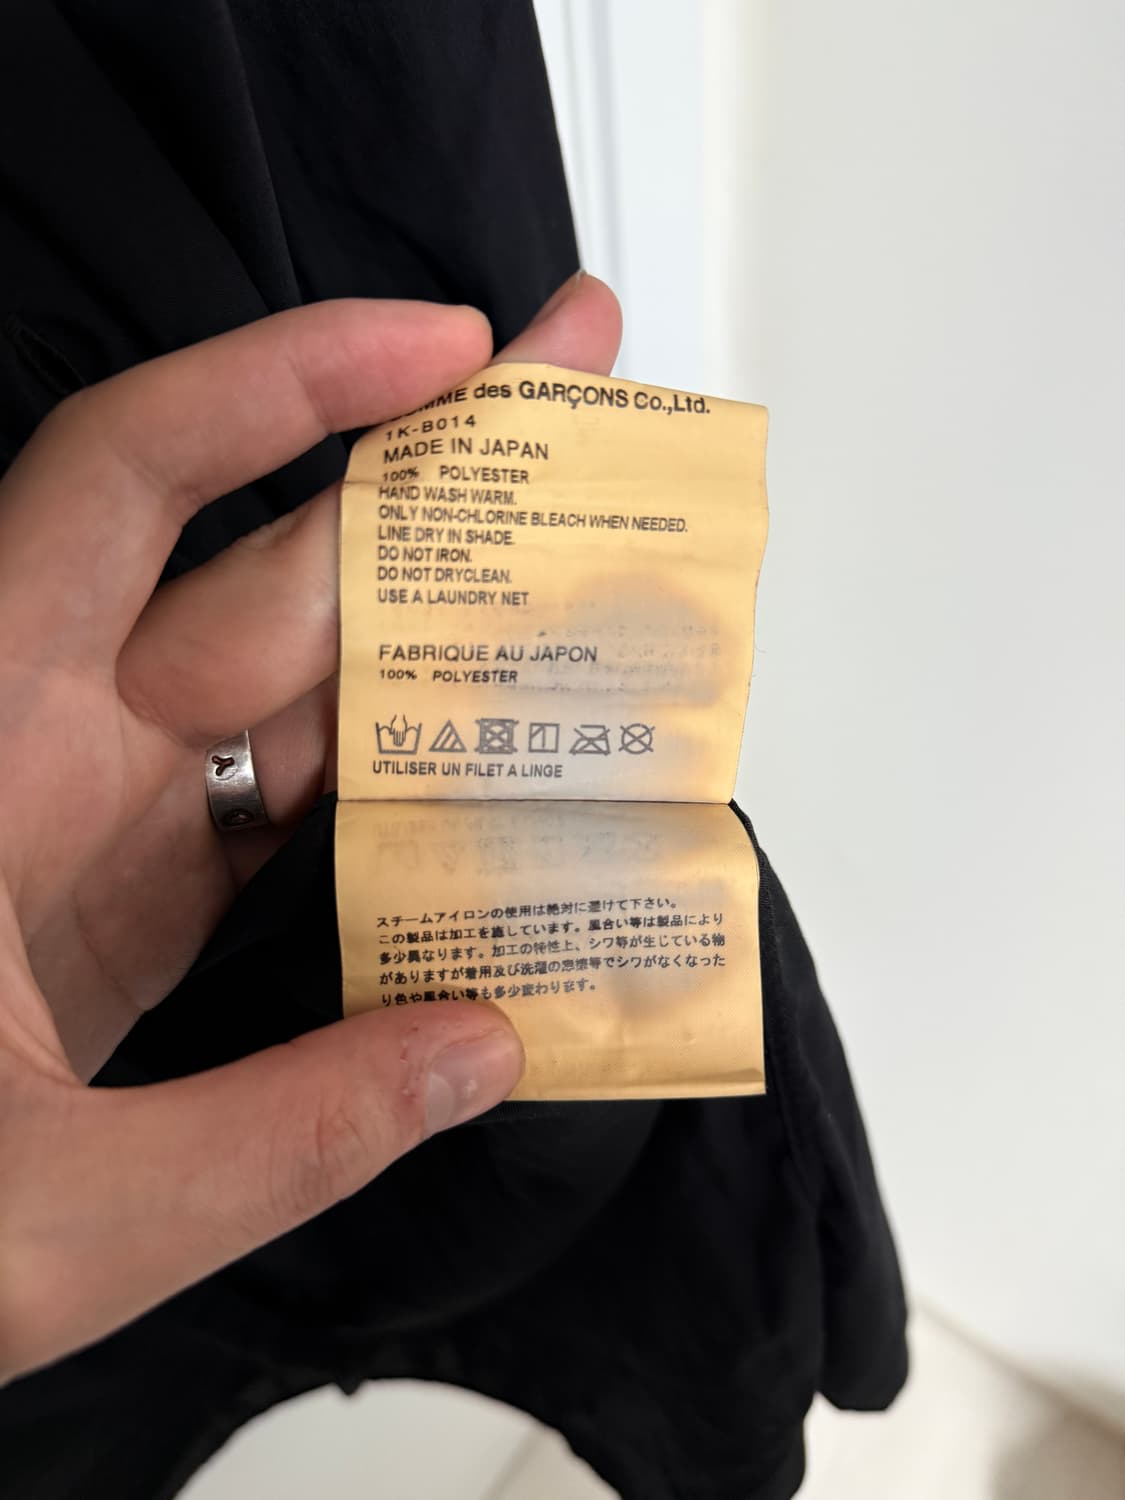 COMME des GARÇONS Co.,Ltd.
1K-B014
MADE IN JAPAN
100% POLYESTER
HAND WASH WARM.
ONLY NON-CHLORINE BLEACH WHEN NEEDED.
LINE DRY IN SHADE.
DO NOT IRON.
DO NOT DRYCLEAN.
USE A LAUNDRY NET
FABRIQUE AU JAPON
100% POLYESTER
UTILISER UN FILET A LINGE
スチームアイロンの使用は絶対に避けて下さい。
この製品は加工を施しています。風合い等は製品により
多少異なります。加工の特性上、シワ等が生じている物
がありますが着用及び洗濯の摩擦等でシワがなくなった
り色や風合い等も多少変わります。